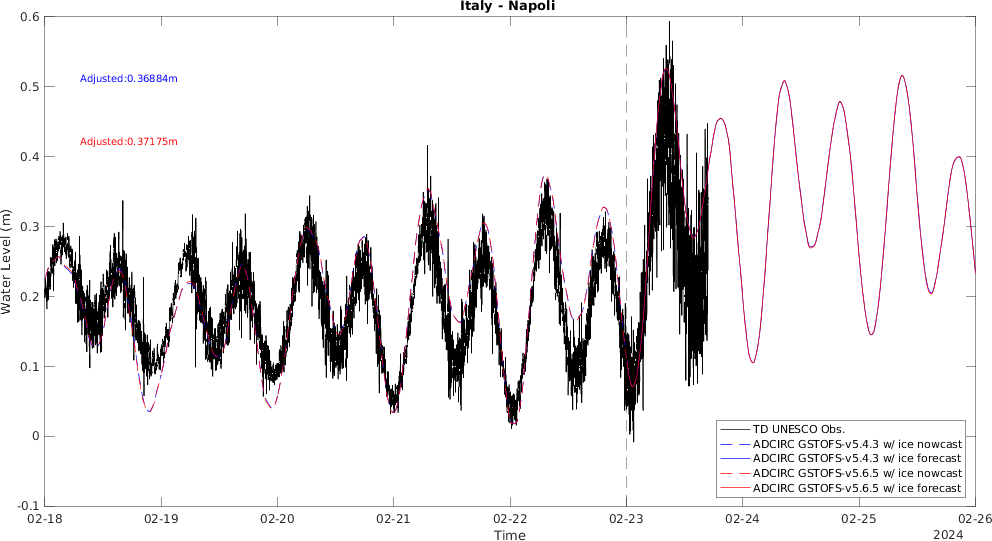 Italy - Napoli
Adjusted:0.36884m
Adjusted:0.37175m
Water Level (m)
0.6
0.5
0.4
0.3
0.2
0.1
0
-0.1
TD UNESCO Obs.
ADCIRC GSTOFS-v5.4.3 w/ ice nowcast
ADCIRC GSTOFS-v5.4.3 w/ ice forecast
ADCIRC GSTOFS-v5.6.5 w/ ice nowcast
ADCIRC GSTOFS-v5.6.5 w/ ice forecast
02-18 02-19 02-20 02-21 02-22 02-23 02-24 02-25 02-26
Time
2024